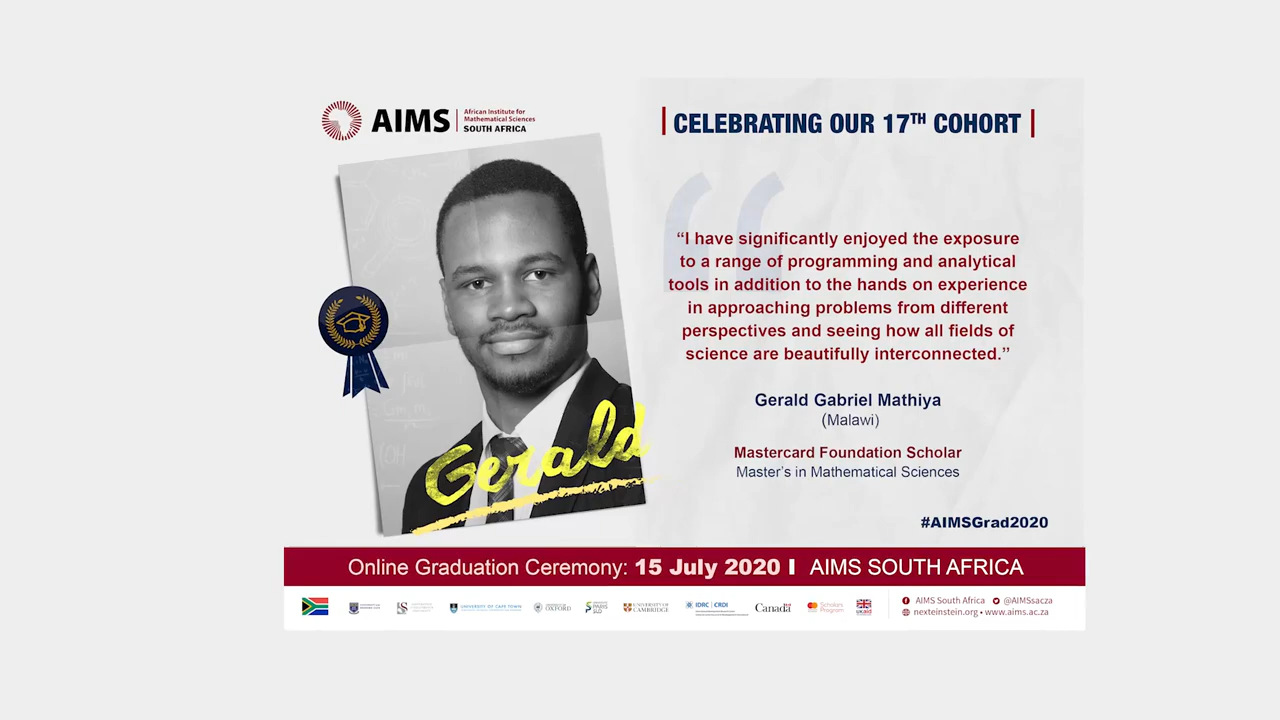 AIMS
African Institute for
Mathematical Sciences
SOUTH AFRICA
CELEBRATING OUR 17TH COHORT
“I have significantly enjoyed the exposure
to a range of programming and analytical
tools in addition to the hands on experience
in approaching problems from different
perspectives and seeing how all fields of
science are beautifully interconnected.”
Gerald Gabriel Mathiya
(Malawi)
Mastercard Foundation Scholar
Master's in Mathematical Sciences
Gerald
#AIMSGrad2020
Online Graduation Ceremony: 15 July 2020 I AIMS SOUTH AFRICA
UNIVERSITY OF CAPE TOWN
OXFORD
PARIS
UNIVERSITY OF
CAMBRIDGE
IDRC | CRDI
Canada
Scholars
Program
ukaid
AIMS South Africa @AIMSsacza
nexteinstein.org • www.aims.ac.za